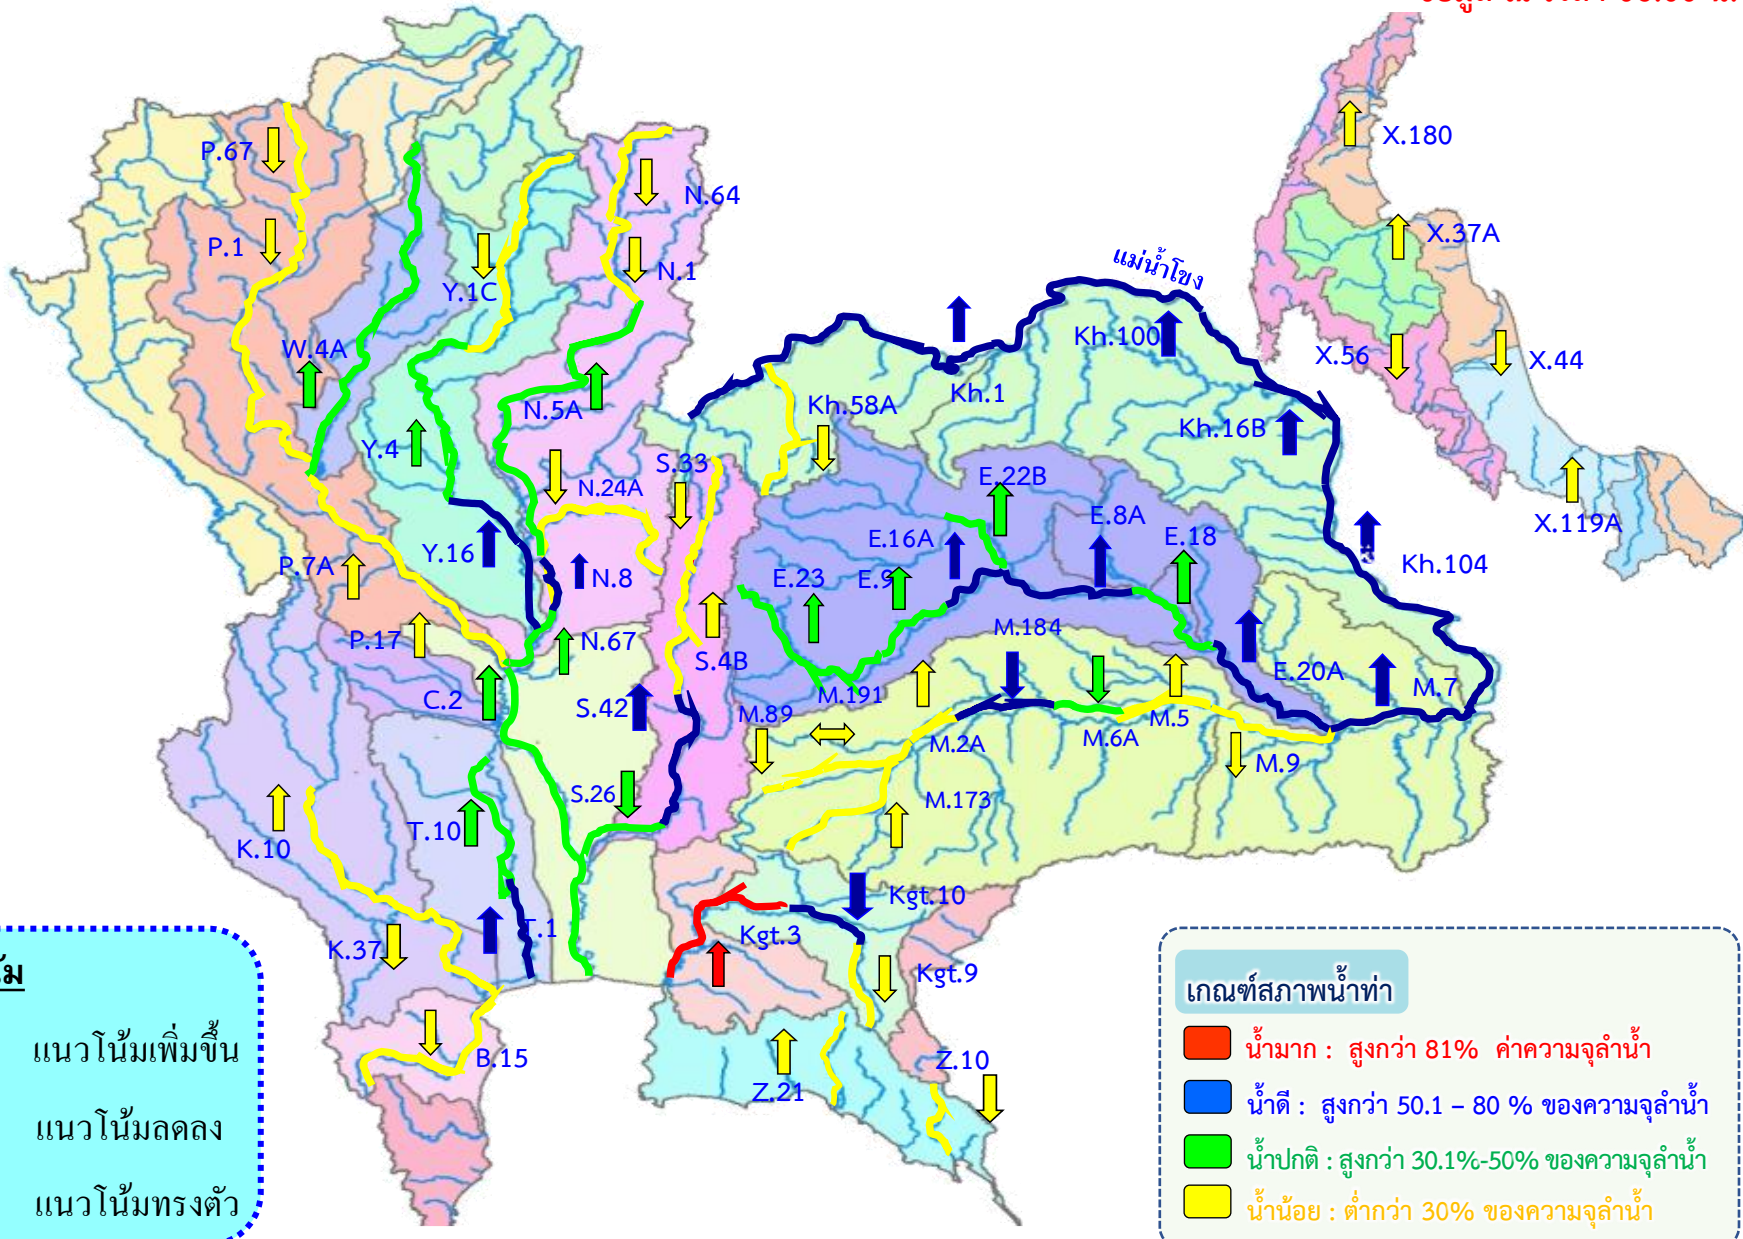 P.67
X.180
N.64
P.1
X.37A
แม่น้ำโขง
N.1
Y.1C
Kh.100
W.4A
X.56
X.44
Kh.1
N.5A
Kh.58A
Kh.16B
Y.4
S.33
E.22B
N.24A
E.8A
X.119A
E.16A
E.18
Y.16
P.7A
N.8
E.23
E.9
Kh.104
M.184
P.17
N.67
S.4B
E.20A
C.2
S.42
M.191
M.7
M.89
M.5
M.2A
M.6A
M.9
S.26
M.173
T.10
K.10
Kgt.10
T.1
Kgt.3
K.37
Kgt.9
B.15
Z.10
Z.21
แนวโน้มเพิ่มขึ้น
แนวโน้มลดลง
แนวโน้มทรงตัว
เกณฑ์สภาพน้ำท่า
น้ำมาก : สูงกว่า 81% ค่าความจุลำน้ำ
น้ำดี : สูงกว่า 50.1 – 80 % ของความจุลำน้ำ
น้ำปกติ : สูงกว่า 30.1%-50% ของความจุลำน้ำ
น้ำน้อย : ต่ำกว่า 30% ของความจุลำน้ำ